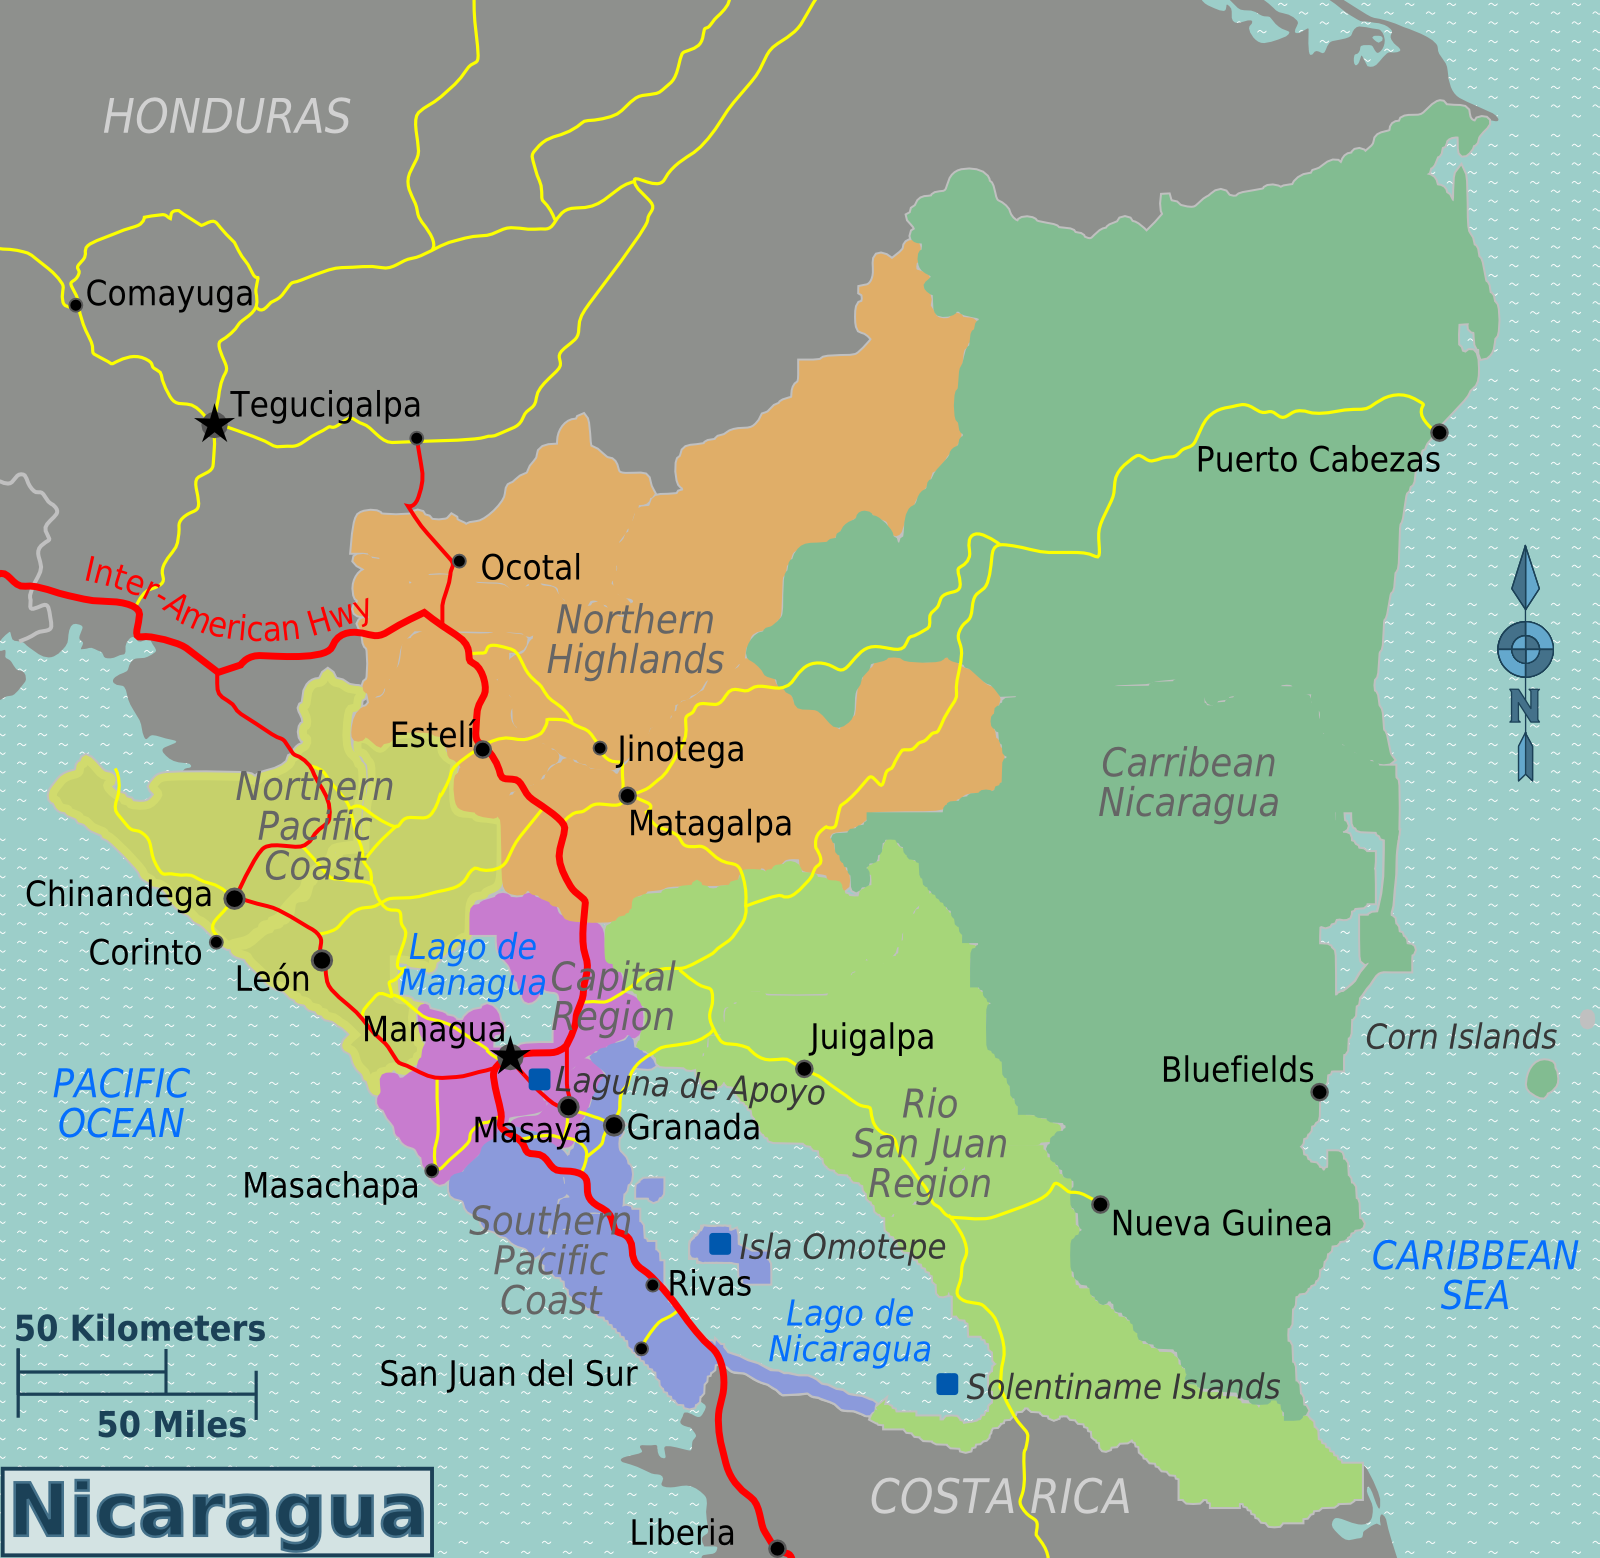 HONDURAS
Comayuga
Tegucigalpa
Puerto Cabezas
Inter-American Hwy
Ocotal
Northern
Highlands
N
Estelí
Jinotega
Carribean
Nicaragua
Northern
Pacific
Coast
Matagalpa
Chinandega
Corinto
León
Lago de
Managua
Capital
Region
Managua
Juigalpa
Corn Islands
PACIFIC
OCEAN
Laguna de Apoyo
Bluefields
Rio
San Juan
Region
Masaya
Granada
Masachapa
Nueva Guinea
Southern
Pacific
Coast
Isla Omotepe
CARIBBEAN
SEA
Rivas
Lago de
Nicaragua
50 Kilometers
San Juan del Sur
Solentiname Islands
50 Miles
COSTA RICA
Nicaragua
Liberia